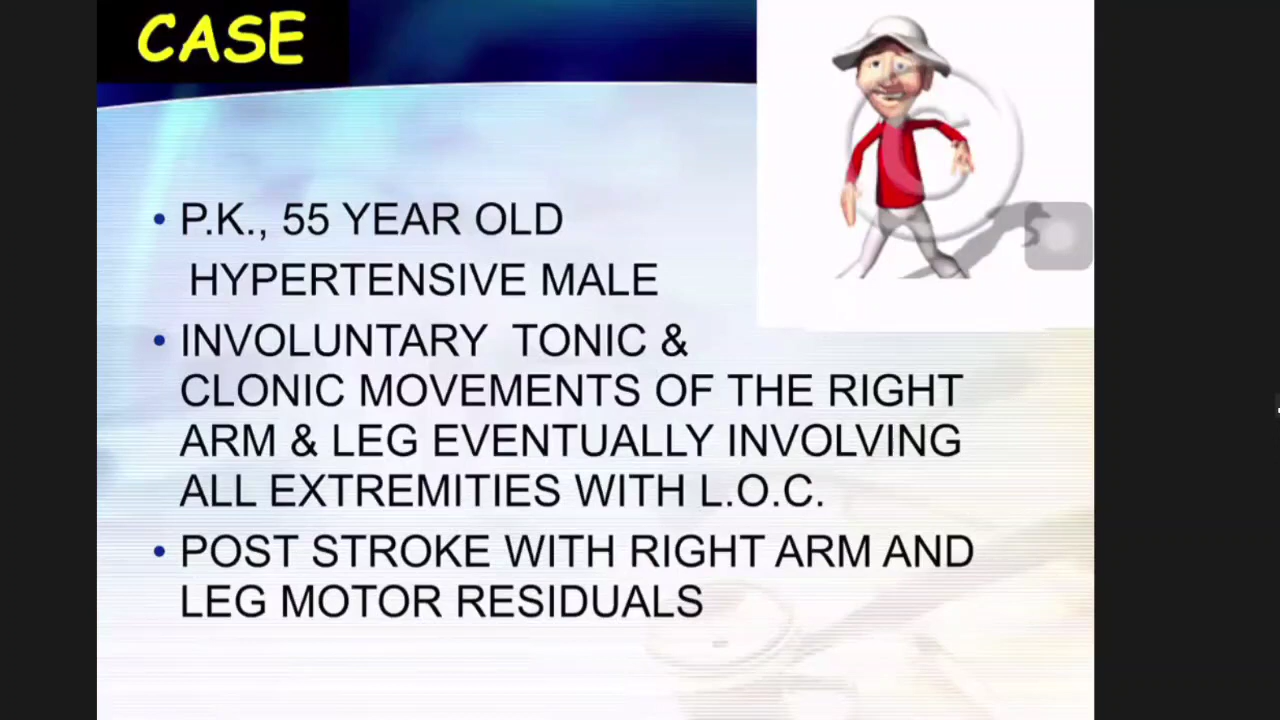 CASE
• P.K., 55 YEAR OLD
HYPERTENSIVE MALE
• INVOLUNTARY TONIC &
CLONIC MOVEMENTS OF THE RIGHT
ARM & LEG EVENTUALLY INVOLVING
ALL EXTREMITIES WITH L.O.C.
• POST STROKE WITH RIGHT ARM AND
LEG MOTOR RESIDUALS